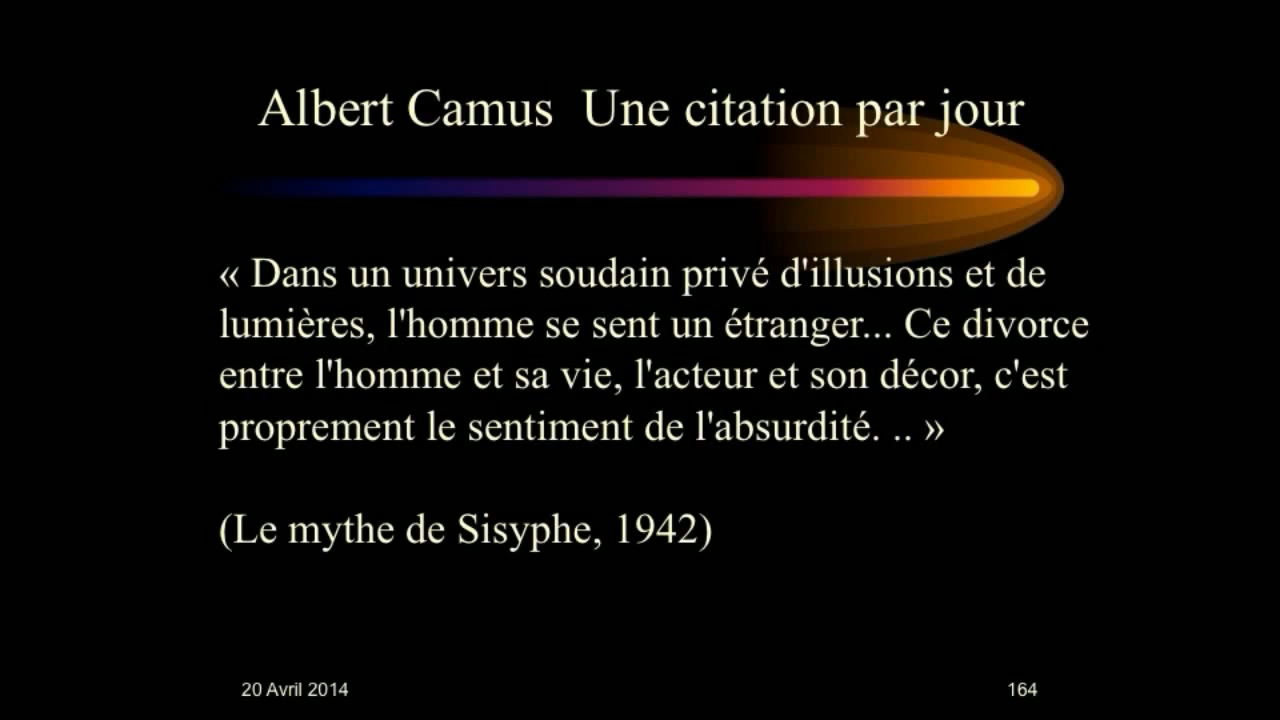 Albert Camus  Une citation par jour
« Dans un univers soudain privé d'illusions et de
lumières, l'homme se sent un étranger... Ce divorce
entre l'homme et sa vie, l'acteur et son décor, c'est
proprement le sentiment de l'absurdité. .. »
(Le mythe de Sisyphe, 1942)
20 Avril 2014
164